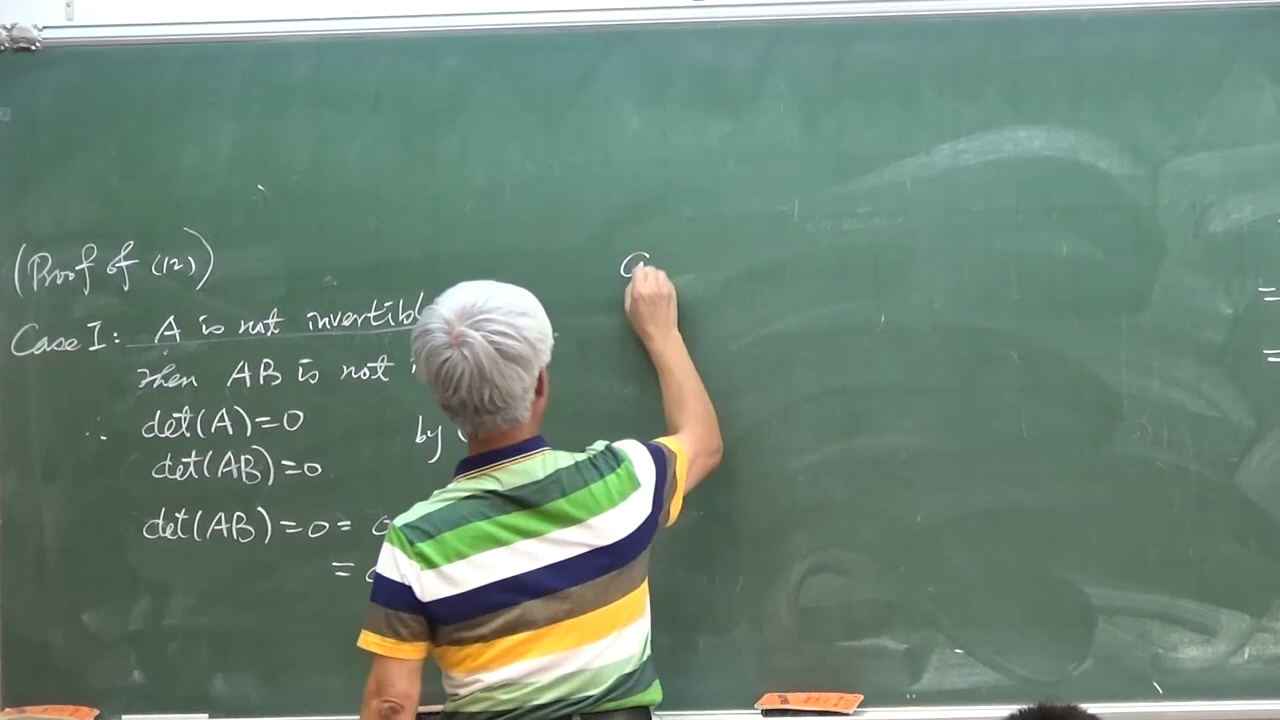 (Proof of (12))
Case I: A is not invertibl
Then AB is not
∴ det(A)=0 by
det(AB)=0
det(AB)=0=
=
C
=
=